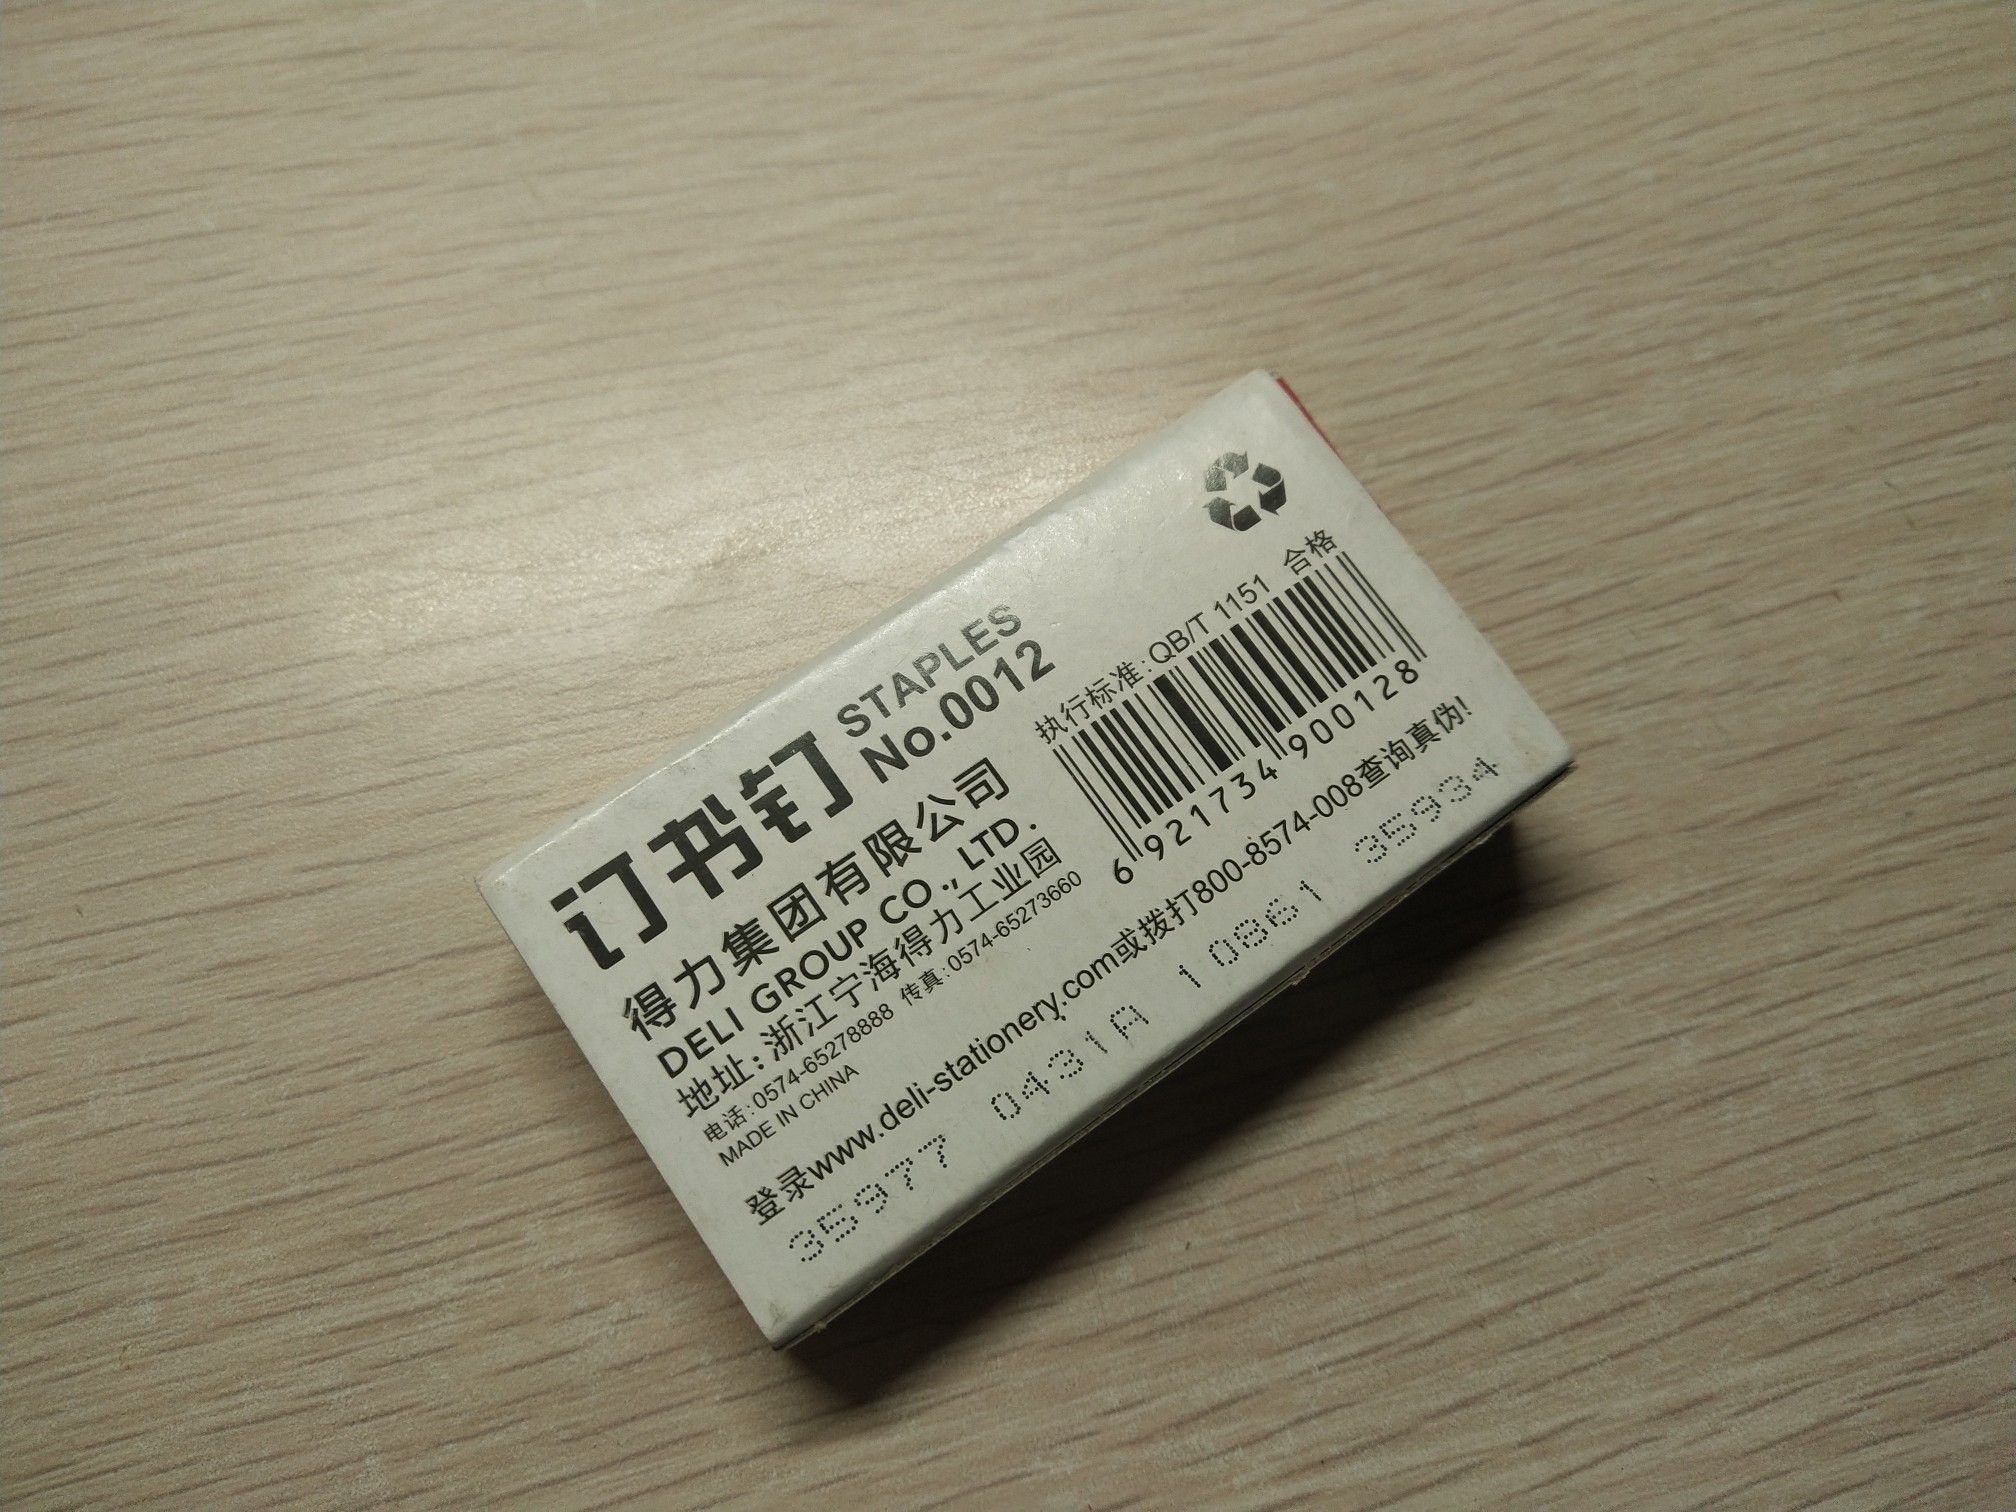 订书钉
STAPLES
No.0012
得力集团有限公司
DELI GROUP CO., LTD.
地址: 浙江宁海得力工业园
电话:0574-65278888 传真:0574-65273660
MADE IN CHINA
执行标准: QB/T 1151 合格
6 921734 900128
登录www.deli-stationery.com或拨打800-8574-008查询真伪!
35977 0431A 10861 35934